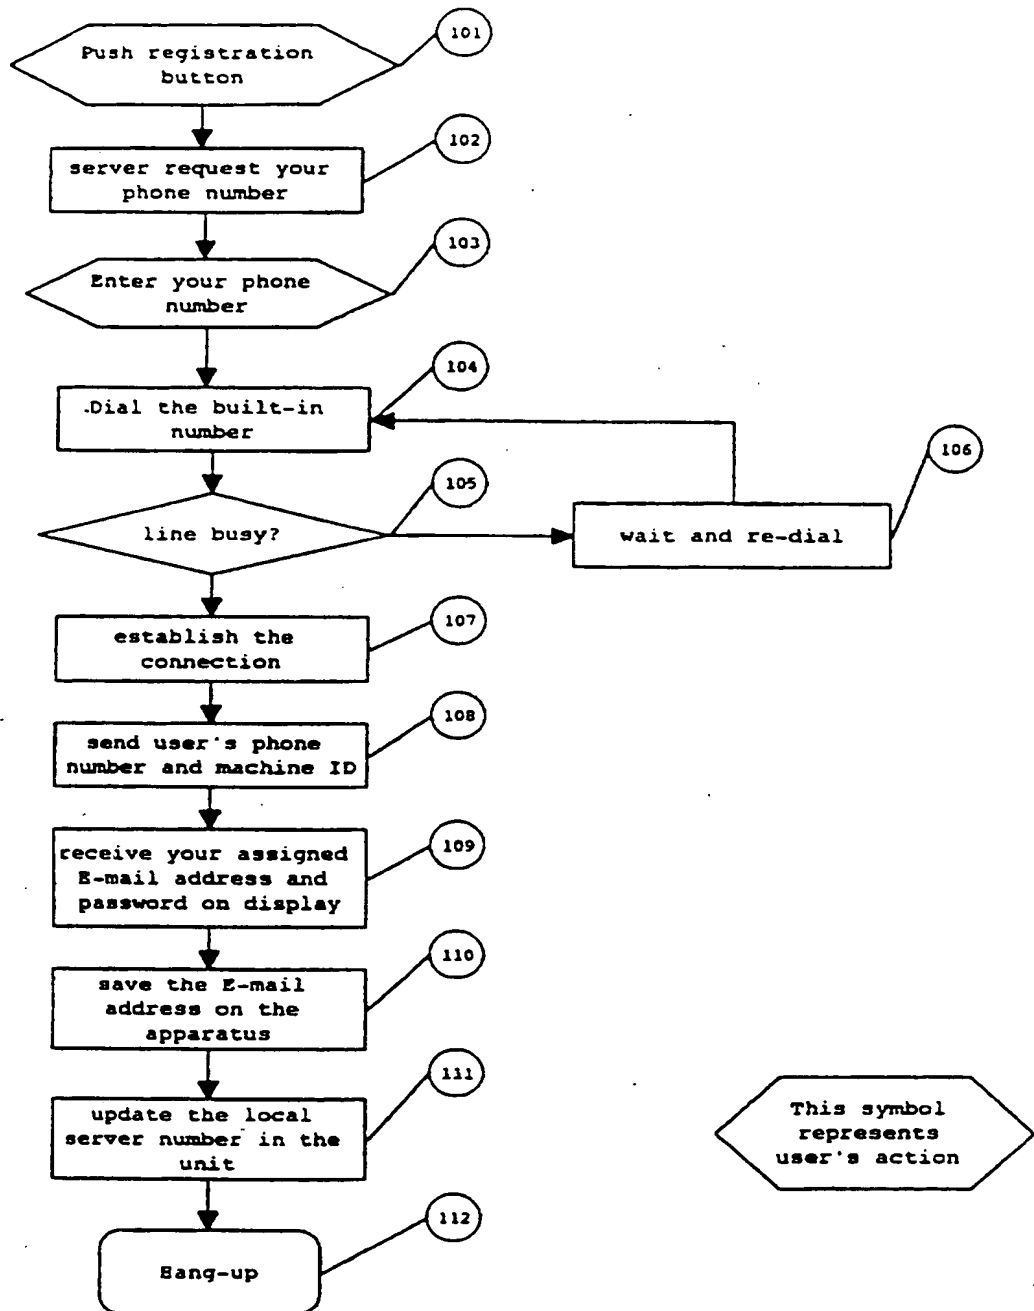 101
Push registration
button
102
server request your
phone number
103
Enter your phone
number
104
.Dial the built-in
number
105
106
line busy?
wait and re-dial
107
establish the
connection
108
send user's phone
number and machine ID
109
receive your assigned
E-mail address and
password on display
110
save the E-mail
address on the
apparatus
111
update the local
server number in the
unit
This symbol
represents
user's action
112
Hang-up